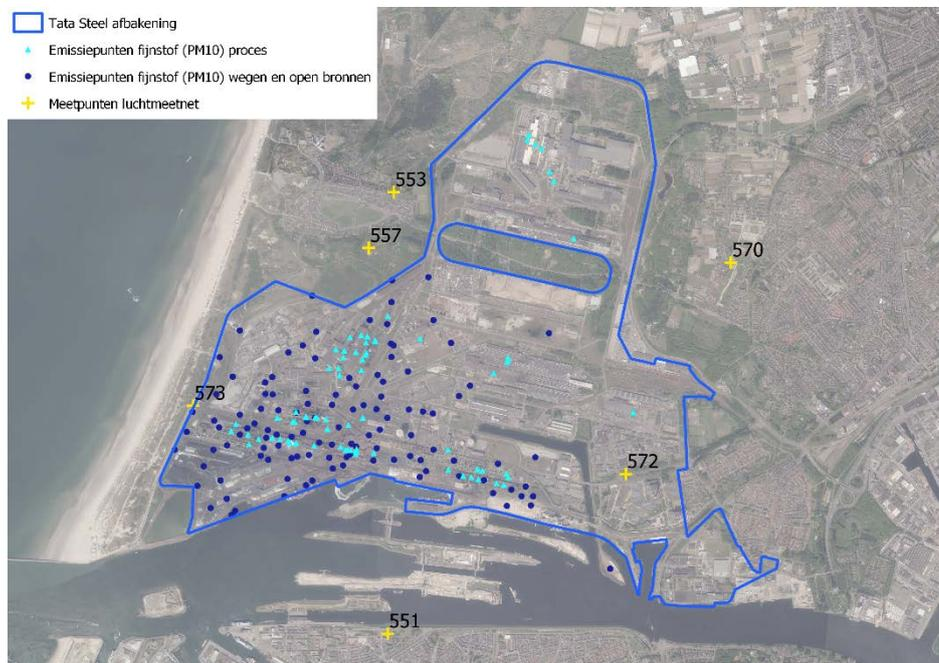 Tata Steel afbakening
Emissiepunten fijnstof (PM10) proces
Emissiepunten fijnstof (PM10) wegen en open bronnen
Meetpunten luchtmeetnet
553
557
570
573
572
551